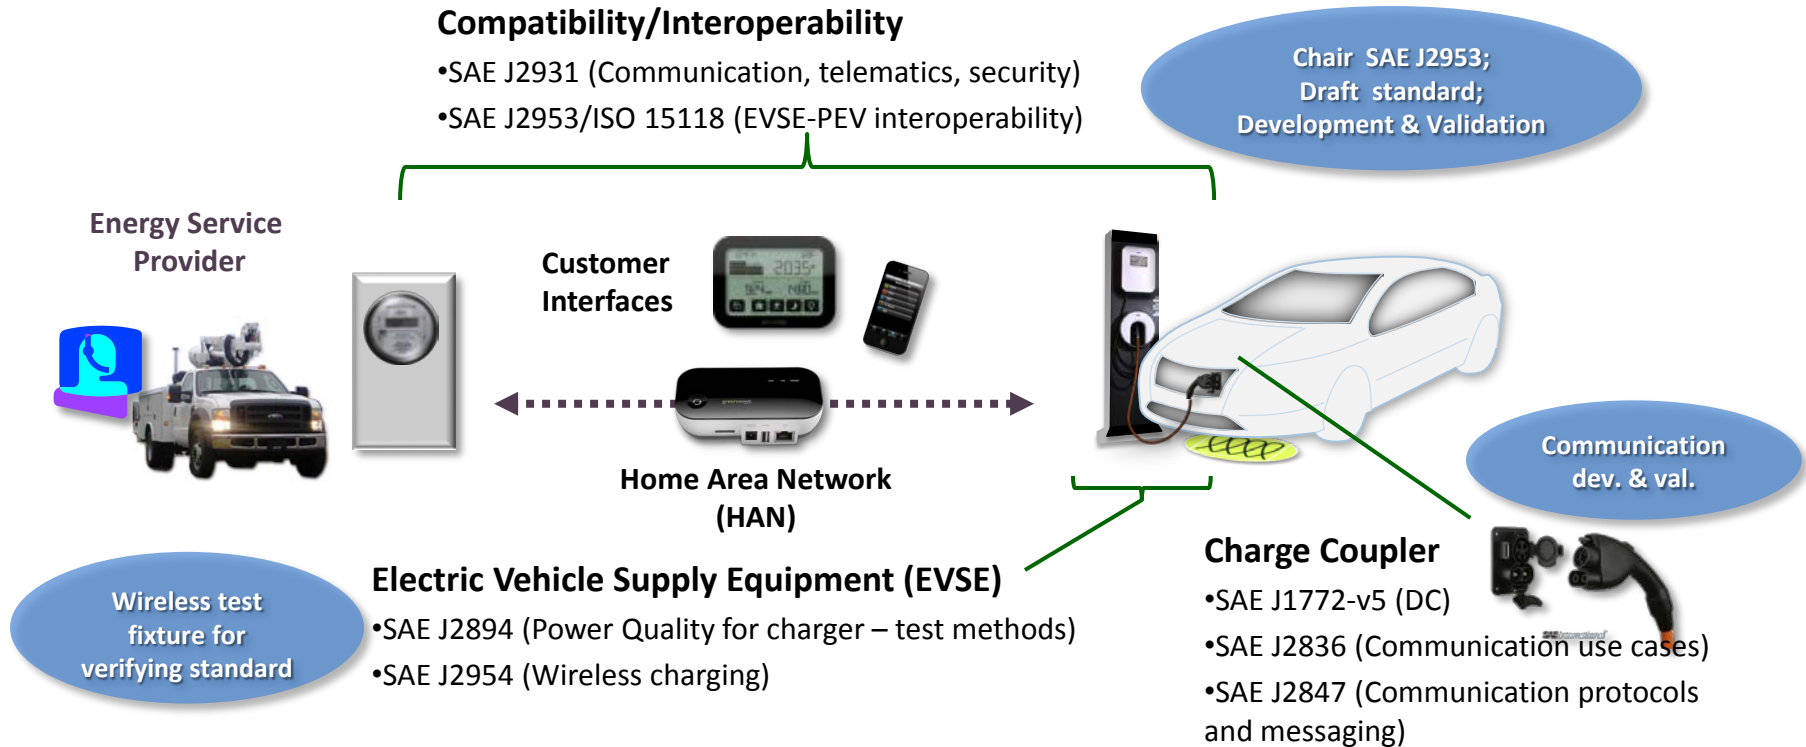 Compatibility/Interoperability
•SAE J2931 (Communication, telematics, security)
•SAE J2953/ISO 15118 (EVSE-PEV interoperability)
Chair SAE J2953;
Draft standard;
Development & Validation
Energy Service
Provider
Customer
Interfaces
Home Area Network
(HAN)
Communication
dev. & val.
Wireless test
fixture for
verifying standard
Electric Vehicle Supply Equipment (EVSE)
•SAE J2894 (Power Quality for charger – test methods)
•SAE J2954 (Wireless charging)
Charge Coupler
•SAE J1772-v5 (DC)
•SAE J2836 (Communication use cases)
•SAE J2847 (Communication protocols
and messaging)